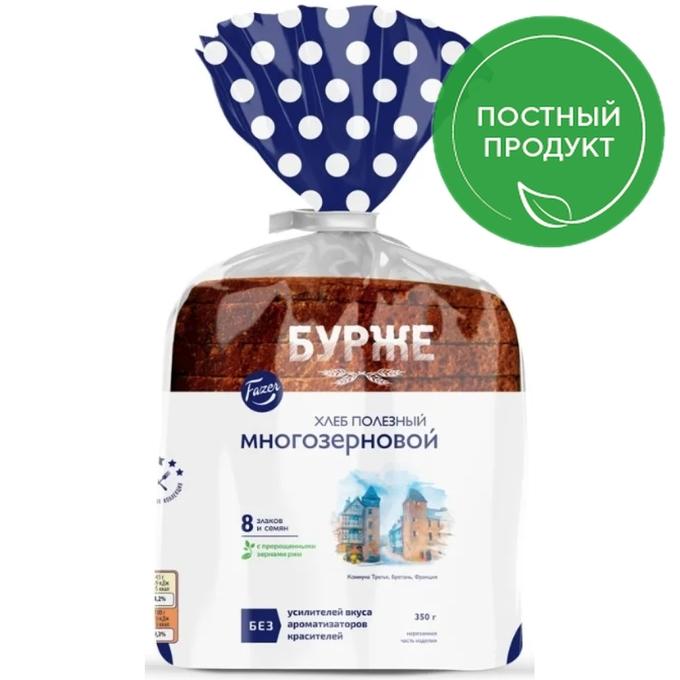 ПОСТНЫЙ
ПРОДУКТ
БУРЖЕ
Fazer
ХЛЕБ ПОЛЕЗНЫЙ
многозерновой
8 злаков
и семян
с пророщенными
зернами ржи
Коммуна Третье, Бретань, Франция
БЕЗ
усилителей вкуса
ароматизаторов
красителей
350 г
нарезанная
часть изделия